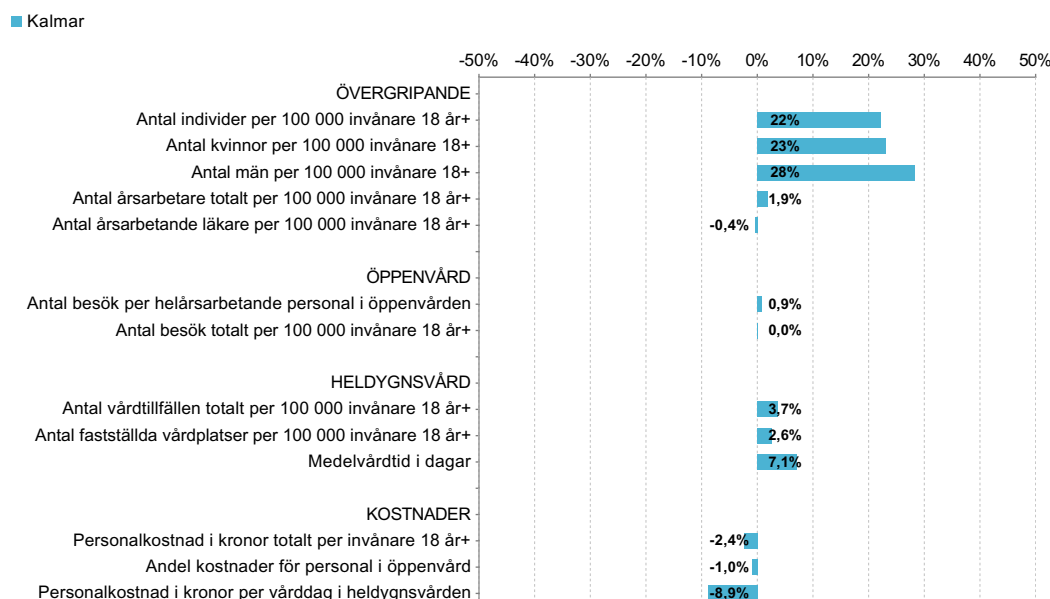 Kalmar
-50% -40% -30% -20% -10% 0% 10% 20% 30% 40% 50%
ÖVERGRIPANDE
Antal individer per 100 000 invånare 18 år+ 22%
Antal kvinnor per 100 000 invånare 18+ 23%
Antal män per 100 000 invånare 18+ 28%
Antal årsarbetare totalt per 100 000 invånare 18 år+ 1,9%
Antal årsarbetande läkare per 100 000 invånare 18 år+ -0,4%
ÖPPENVÅRD
Antal besök per helårsarbetande personal i öppenvården 0,9%
Antal besök totalt per 100 000 invånare 18 år+ 0,0%
HELDYGNSVÅRD
Antal vårdtillfällen totalt per 100 000 invånare 18 år+ 3,7%
Antal fastställda vårdplatser per 100 000 invånare 18 år+ 2,6%
Medelvårdtid i dagar 7,1%
KOSTNADER
Personalkostnad i kronor totalt per invånare 18 år+ -2,4%
Andel kostnader för personal i öppenvård -1,0%
Personalkostnad i kronor per vårddag i heldygnsvården -8,9%